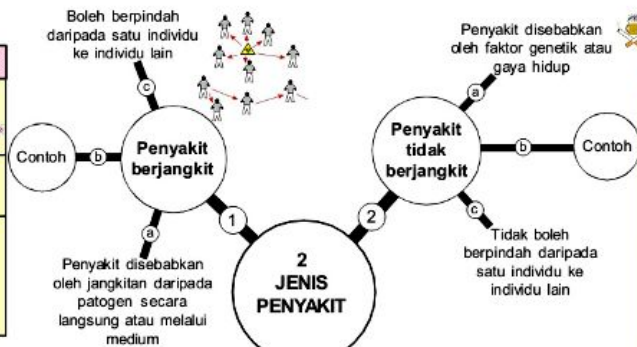 Boleh berpindah
daripada satu individu
ke individu lain
c
Contoh
b
Penyakit
berjangkit
a
Penyakit disebabkan
oleh jangkitan daripada
patogen secara
langsung atau melalui
medium
1
2
JENIS
PENYAKIT
2
Penyakit disebabkan
oleh faktor genetik atau
gaya hidup
a
Penyakit
tidak
berjangkit
b
Contoh
c
Tidak boleh
berpindah daripada
satu individu ke
individu lain